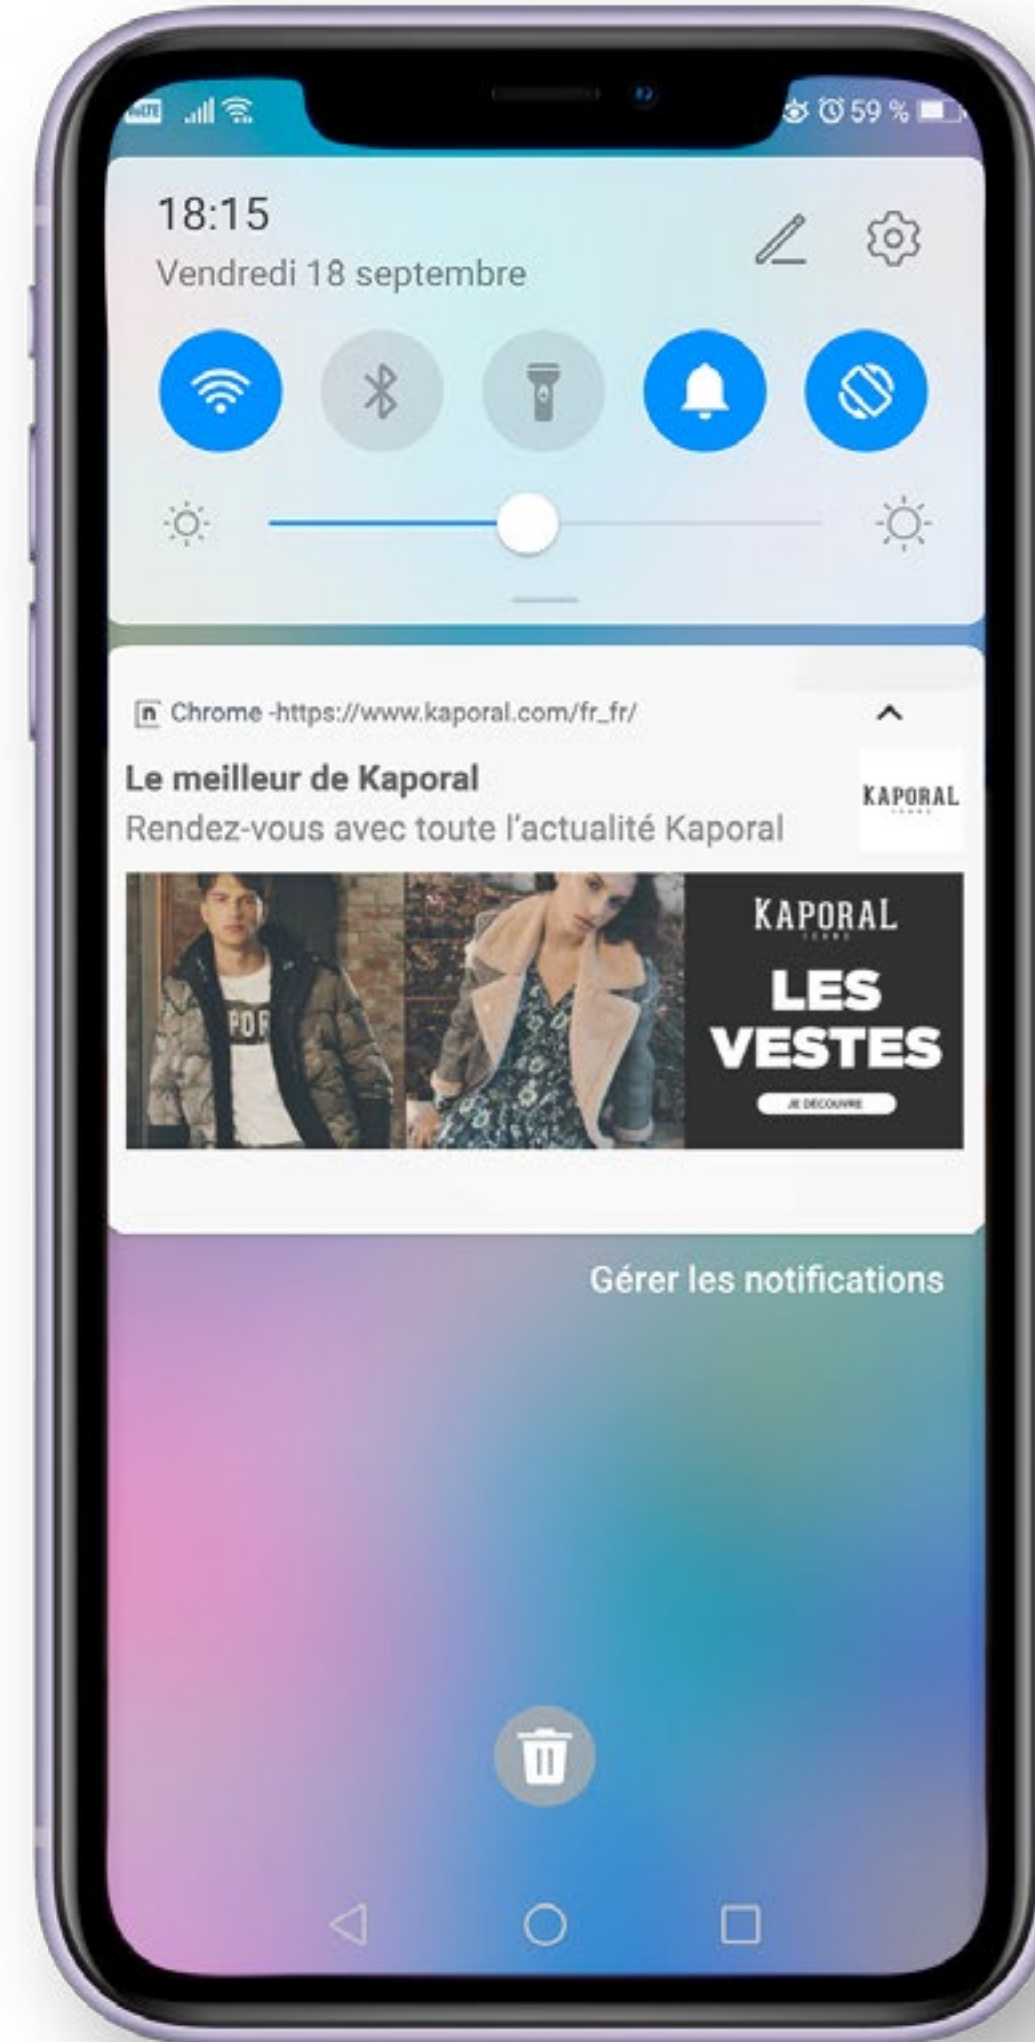 59 %
18:15
Vendredi 18 septembre
n Chrome -https://www.kaporal.com/fr_fr/
Le meilleur de Kaporal
KAPORAL
Rendez-vous avec toute l'actualité Kaporal
POR
KAPORAL
LES
VESTES
JE DÉCOUVRE
Gérer les notifications